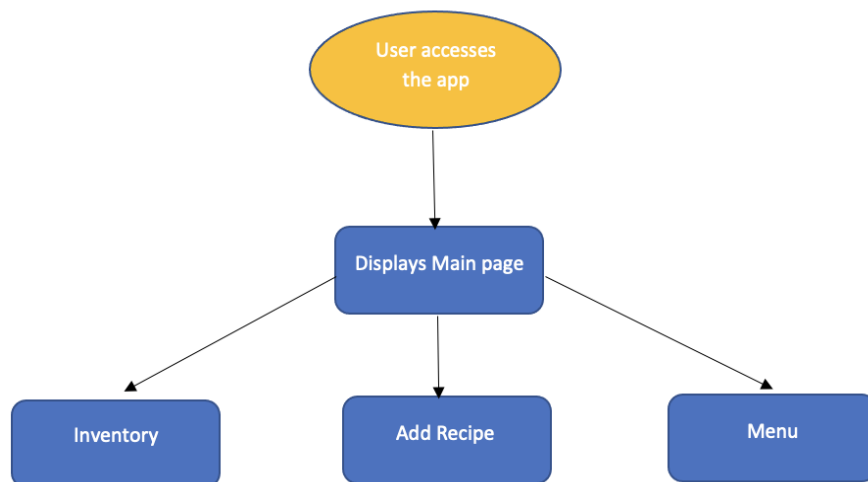 User accesses
the app
Displays Main page
Inventory
Add Recipe
Menu